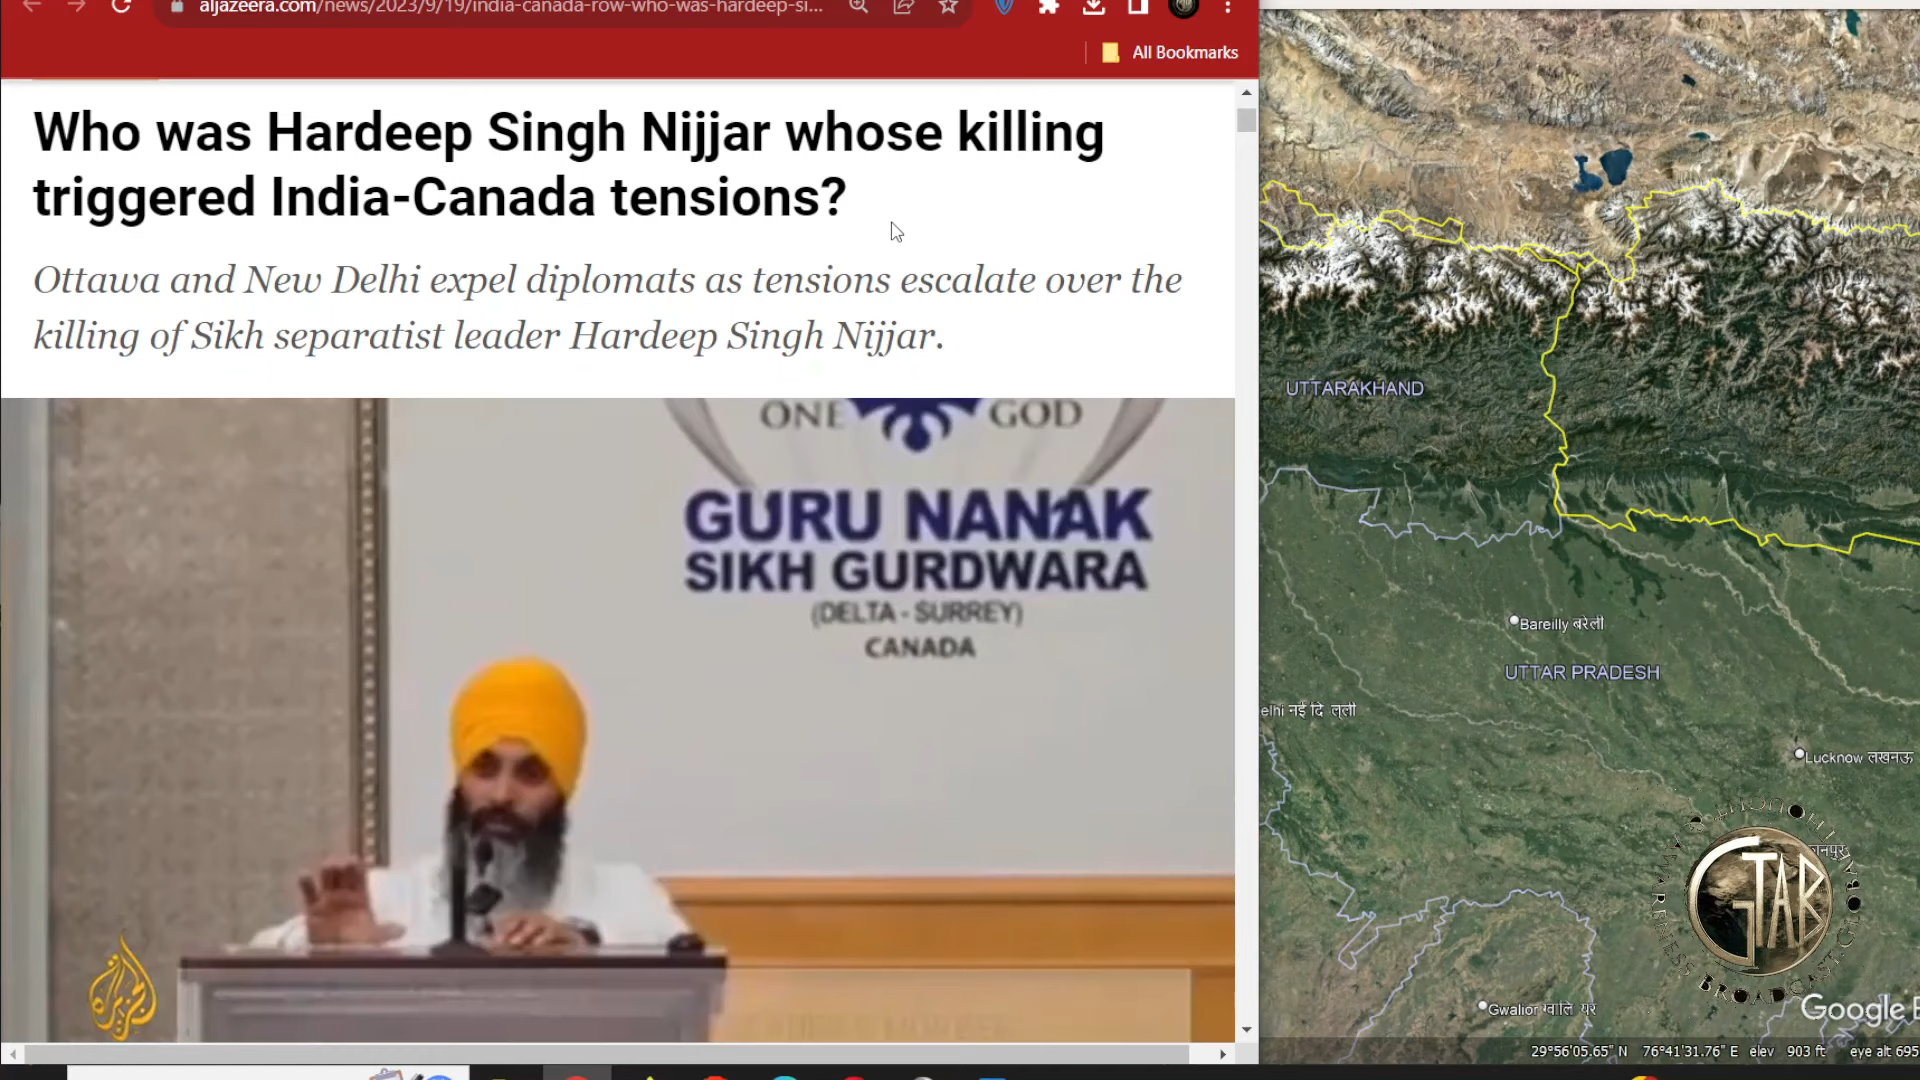 aljazeera.com/news/2023/9/19/india-canada-row-who-was-hardeep-si...
All Bookmarks
Who was Hardeep Singh Nijjar whose killing
triggered India-Canada tensions?
Ottawa and New Delhi expel diplomats as tensions escalate over the
killing of Sikh separatist leader Hardeep Singh Nijjar.
ONE GOD
GURU NANAK
SIKH GURDWARA
(DELTA - SURREY)
CANADA
الجزيرة
UTTARAKHAND
Bareilly बरेली
UTTAR PRADESH
elhi नई दि ल्ली
Lucknow लखनऊ
GTAB
BROADCAST
Gwalior ग्वालि यर
Google E
29°56'05.65" N 76°41'31.76" E elev 903 ft eye alt 695